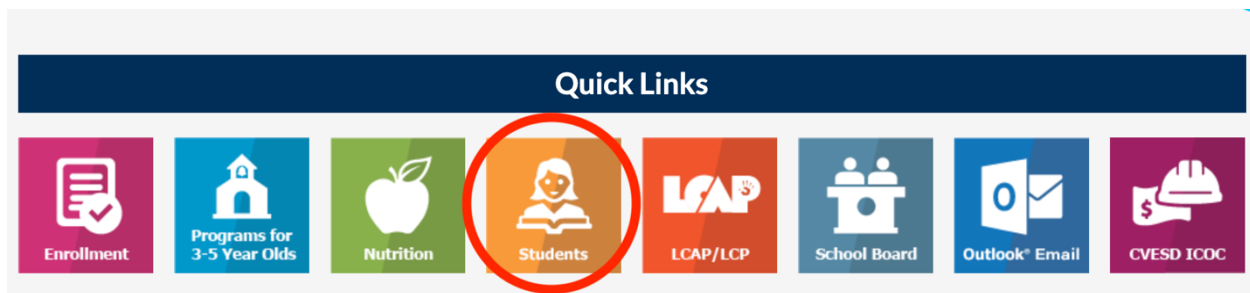 Quick Links
Enrollment
Programs for
3-5 Year Olds
Nutrition
Students
LCAP
LCAP/LCP
School Board
O
Outlook® Email
$
CVESD ICOC